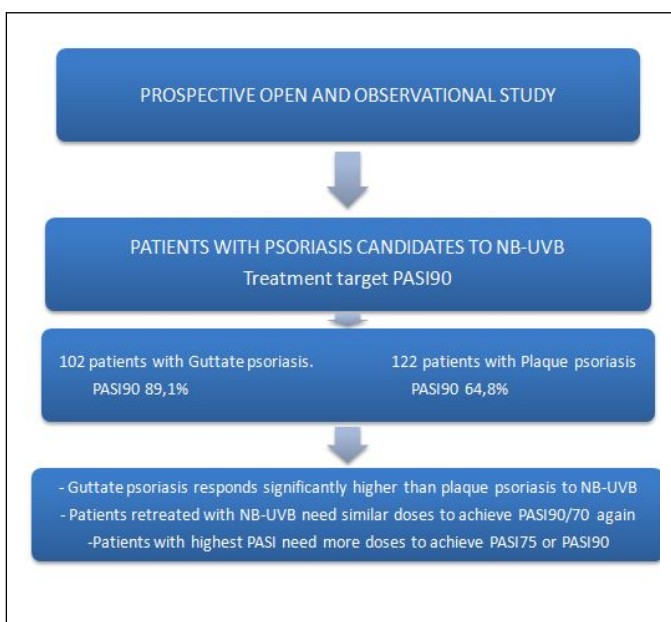 PROSPECTIVE OPEN AND OBSERVATIONAL STUDY
PATIENTS WITH PSORIASIS CANDIDATES TO NB-UVB
Treatment target PASI90
102 patients with Guttate psoriasis.
PASI90 89,1%
122 patients with Plaque psoriasis
PASI90 64,8%
- Guttate psoriasis responds significantly higher than plaque psoriasis to NB-UVB
- Patients retreated with NB-UVB need similar doses to achieve PASI90/70 again
-Patients with highest PASI need more doses to achieve PASI75 or PASI90